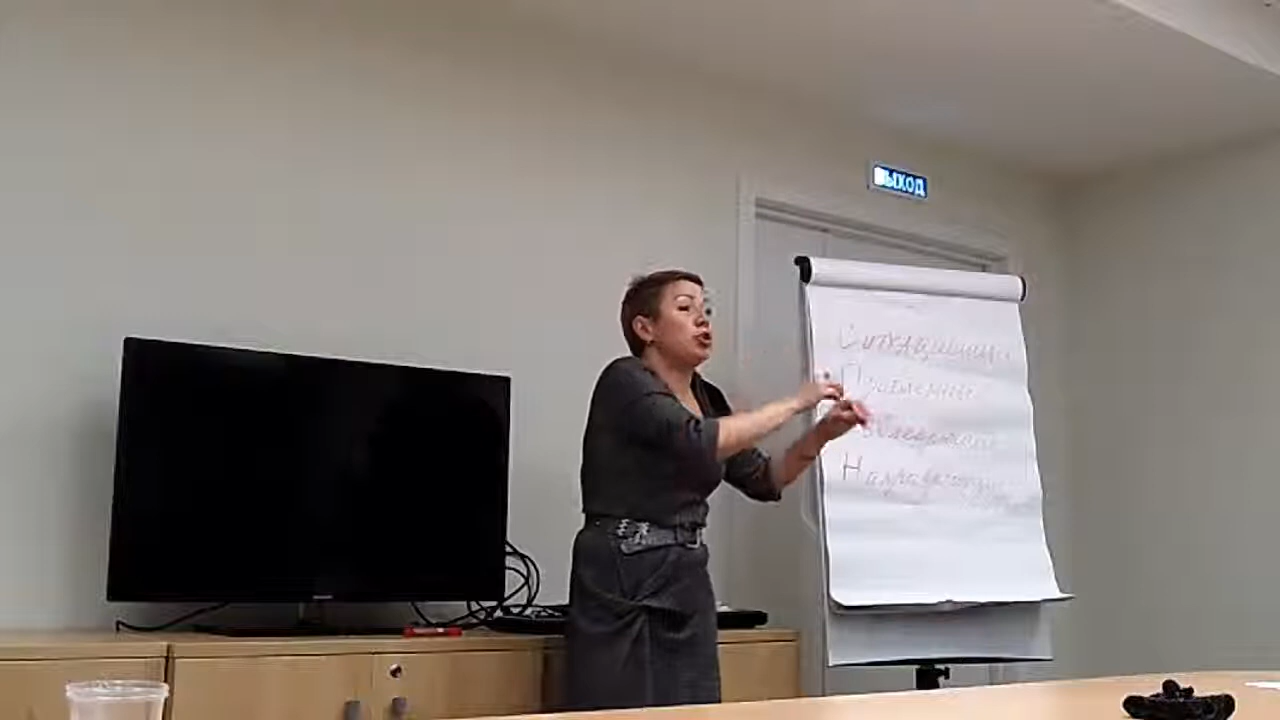 ВЫХОД
Ситуационные
Проблемные
Направляющие